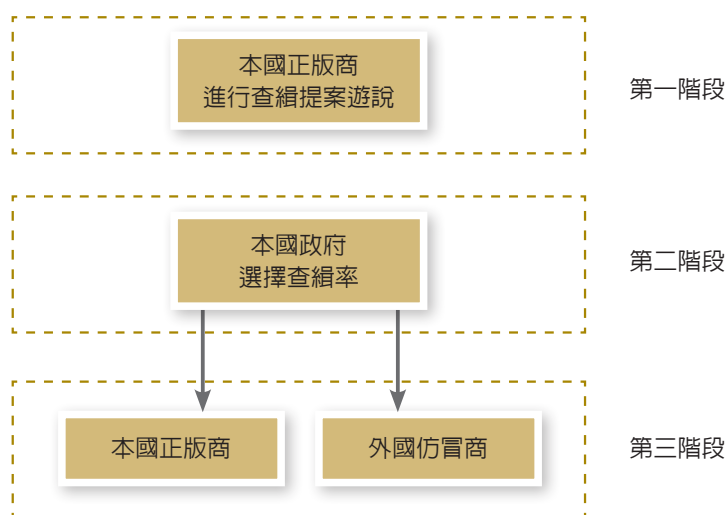 本國正版商
進行查緝提案遊說
第一階段
本國政府
選擇查緝率
第二階段
本國正版商
外國仿冒商
第三階段